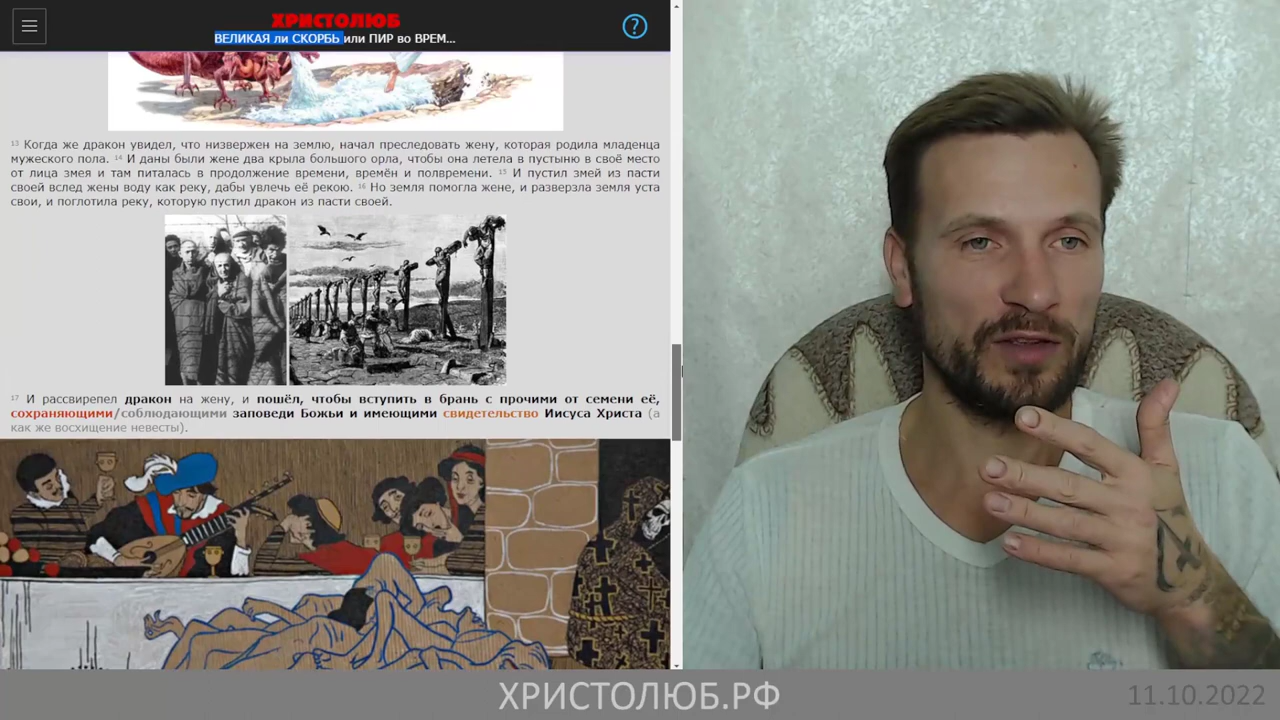 ХРИСТОЛЮБ
ВЕЛИКАЯ ли СКОРБЬ или ПИР во ВРЕМ...
?
13 Когда же дракон увидел, что низвержен на землю, начал преследовать жену, которая родила младенца
мужеского пола. 14 И даны были жене два крыла большого орла, чтобы она летела в пустыню в своё место
от лица змея и там питалась в продолжение времени, времён и полвремени. 15 И пустил змей из пасти
своей вслед жены воду как реку, дабы увлечь её рекою. 16 Но земля помогла жене, и разверзла земля уста
свои, и поглотила реку, которую пустил дракон из пасти своей.
17 И рассвирепел дракон на жену, и пошёл, чтобы вступить в брань с прочими от семени её,
сохраняющими/соблюдающими заповеди Божьи и имеющими свидетельство Иисуса Христа (а
как же восхищение невесты).
ХРИСТОЛЮБ.РФ
11.10.2022